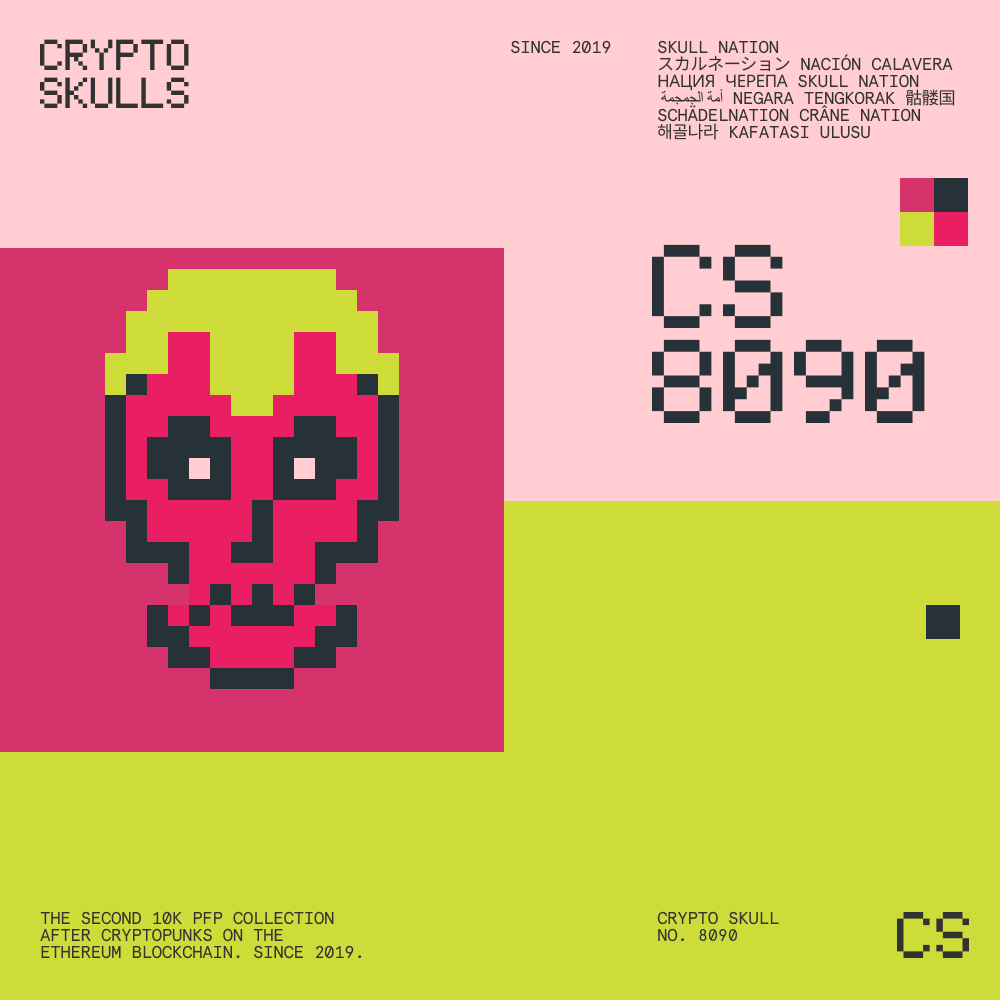 CRYPTO
SKULLS
SINCE 2019
SKULL NATION
スカルネーション NACIÓN CALAVERA
НАЦИЯ ЧЕРЕПА SKULL NATION
أمة الجمجمة NEGARA TENGKORAK 骷髅国
SCHÄDELNATION CRÂNE NATION
해골나라 KAFATASI ULUSU
CS
8090
THE SECOND 10K PFP COLLECTION
AFTER CRYPTOPUNKS ON THE
ETHEREUM BLOCKCHAIN. SINCE 2019.
CRYPTO SKULL
NO. 8090
CS